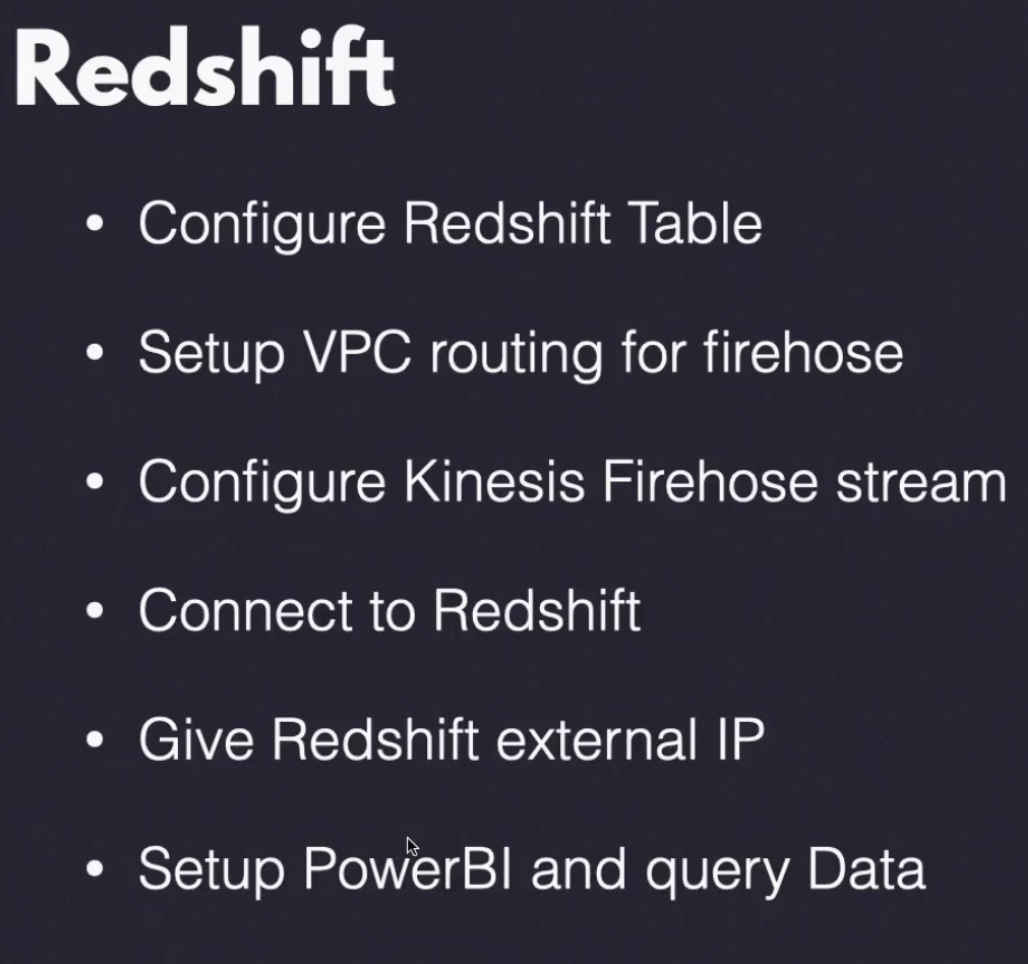 Redshift
• Configure Redshift Table
• Setup VPC routing for firehose
• Configure Kinesis Firehose stream
• Connect to Redshift
• Give Redshift external IP
• Setup PowerBI and query Data